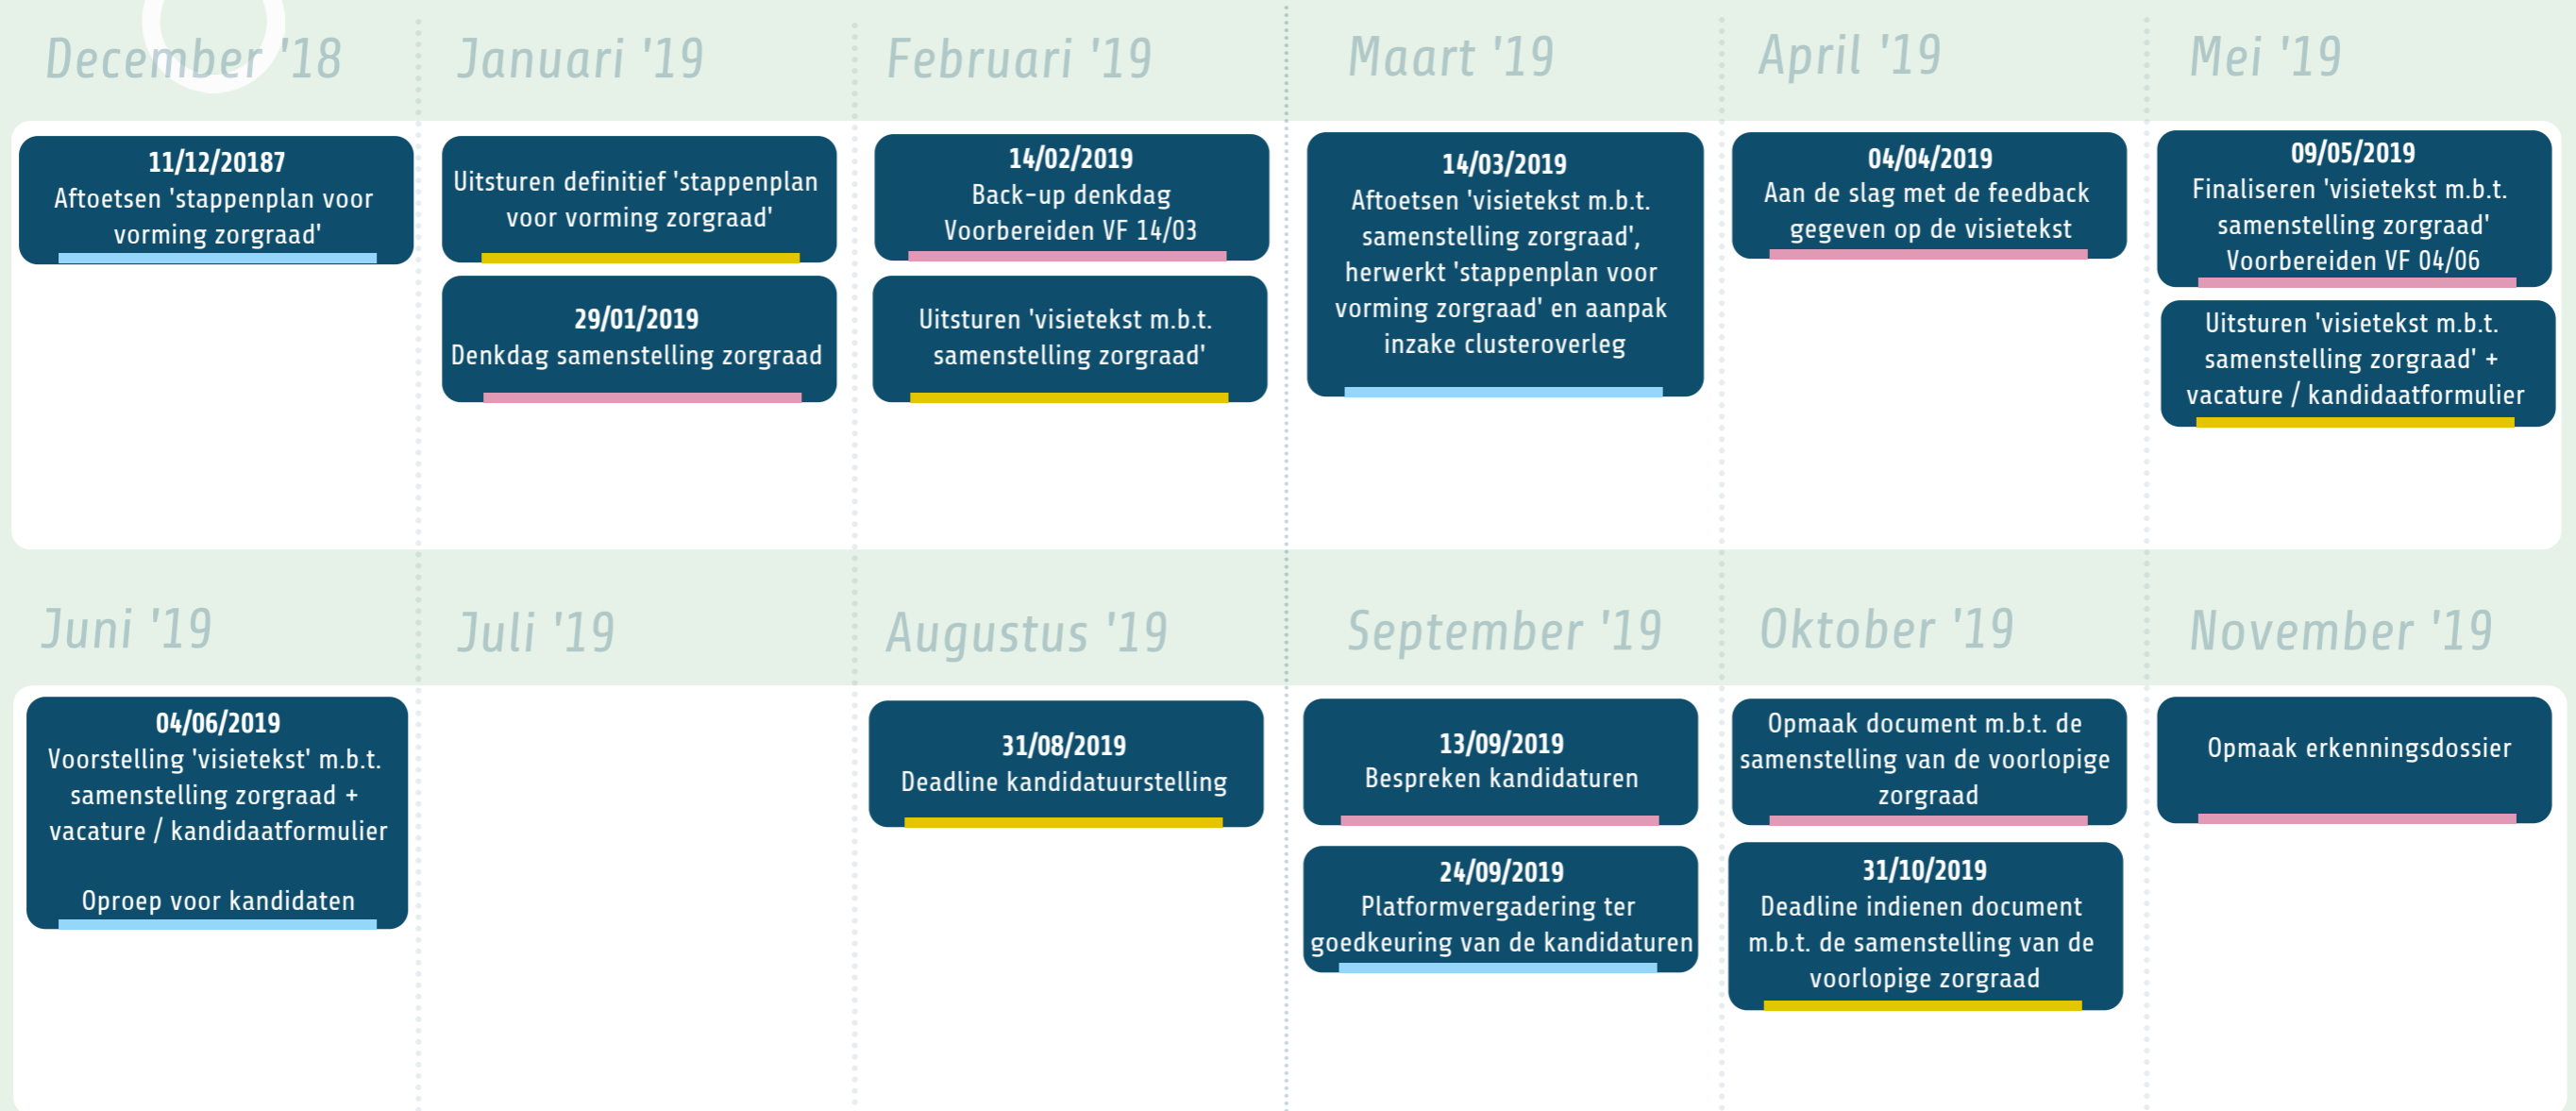 December '18
Januari '19
Februari '19
Maart '19
April '19
Mei '19
11/12/20187
Aftoetsen 'stappenplan voor
vorming zorgraad'
Uitsturen definitief 'stappenplan
voor vorming zorgraad'
29/01/2019
Denkdag samenstelling zorgraad
14/02/2019
Back-up denkdag
Voorbereiden VF 14/03
Uitsturen 'visietekst m.b.t.
samenstelling zorgraad'
14/03/2019
Aftoetsen 'visietekst m.b.t.
samenstelling zorgraad',
herwerkt 'stappenplan voor
vorming zorgraad' en aanpak
inzake clusteroverleg
04/04/2019
Aan de slag met de feedback
gegeven op de visietekst
09/05/2019
Finaliseren 'visietekst m.b.t.
samenstelling zorgraad'
Voorbereiden VF 04/06
Uitsturen 'visietekst m.b.t.
samenstelling zorgraad' +
vacature / kandidaatformulier
Juni '19
Juli '19
Augustus '19
September '19
Oktober '19
November '19
04/06/2019
Voorstelling 'visietekst' m.b.t.
samenstelling zorgraad +
vacature / kandidaatformulier
Oproep voor kandidaten
31/08/2019
Deadline kandidatuurstelling
13/09/2019
Bespreken kandidaturen
24/09/2019
Platformvergadering ter
goedkeuring van de kandidaturen
Opmaak document m.b.t. de
samenstelling van de voorlopige
zorgraad
31/10/2019
Deadline indienen document
m.b.t. de samenstelling van de
voorlopige zorgraad
Opmaak erkenningsdossier